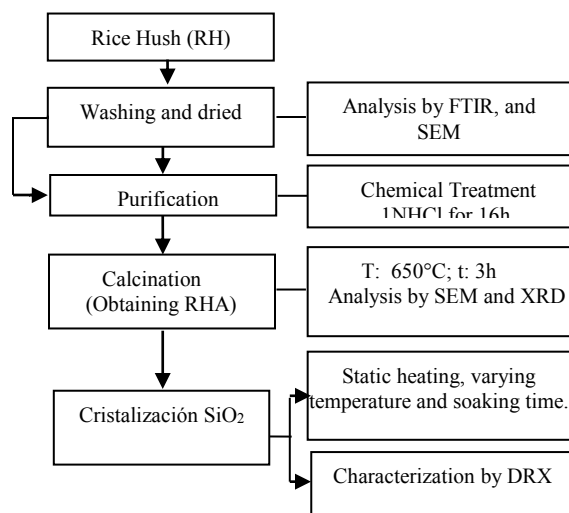 Rice Hush (RH)
Washing and dried
Analysis by FTIR, and
SEM
Purification
Chemical Treatment
1NHCl for 16h
Calcination
(Obtaining RHA)
T: 650°C; t: 3h
Analysis by SEM and XRD
Cristalización SiO₂
Static heating, varying
temperature and soaking time.
Characterization by DRX